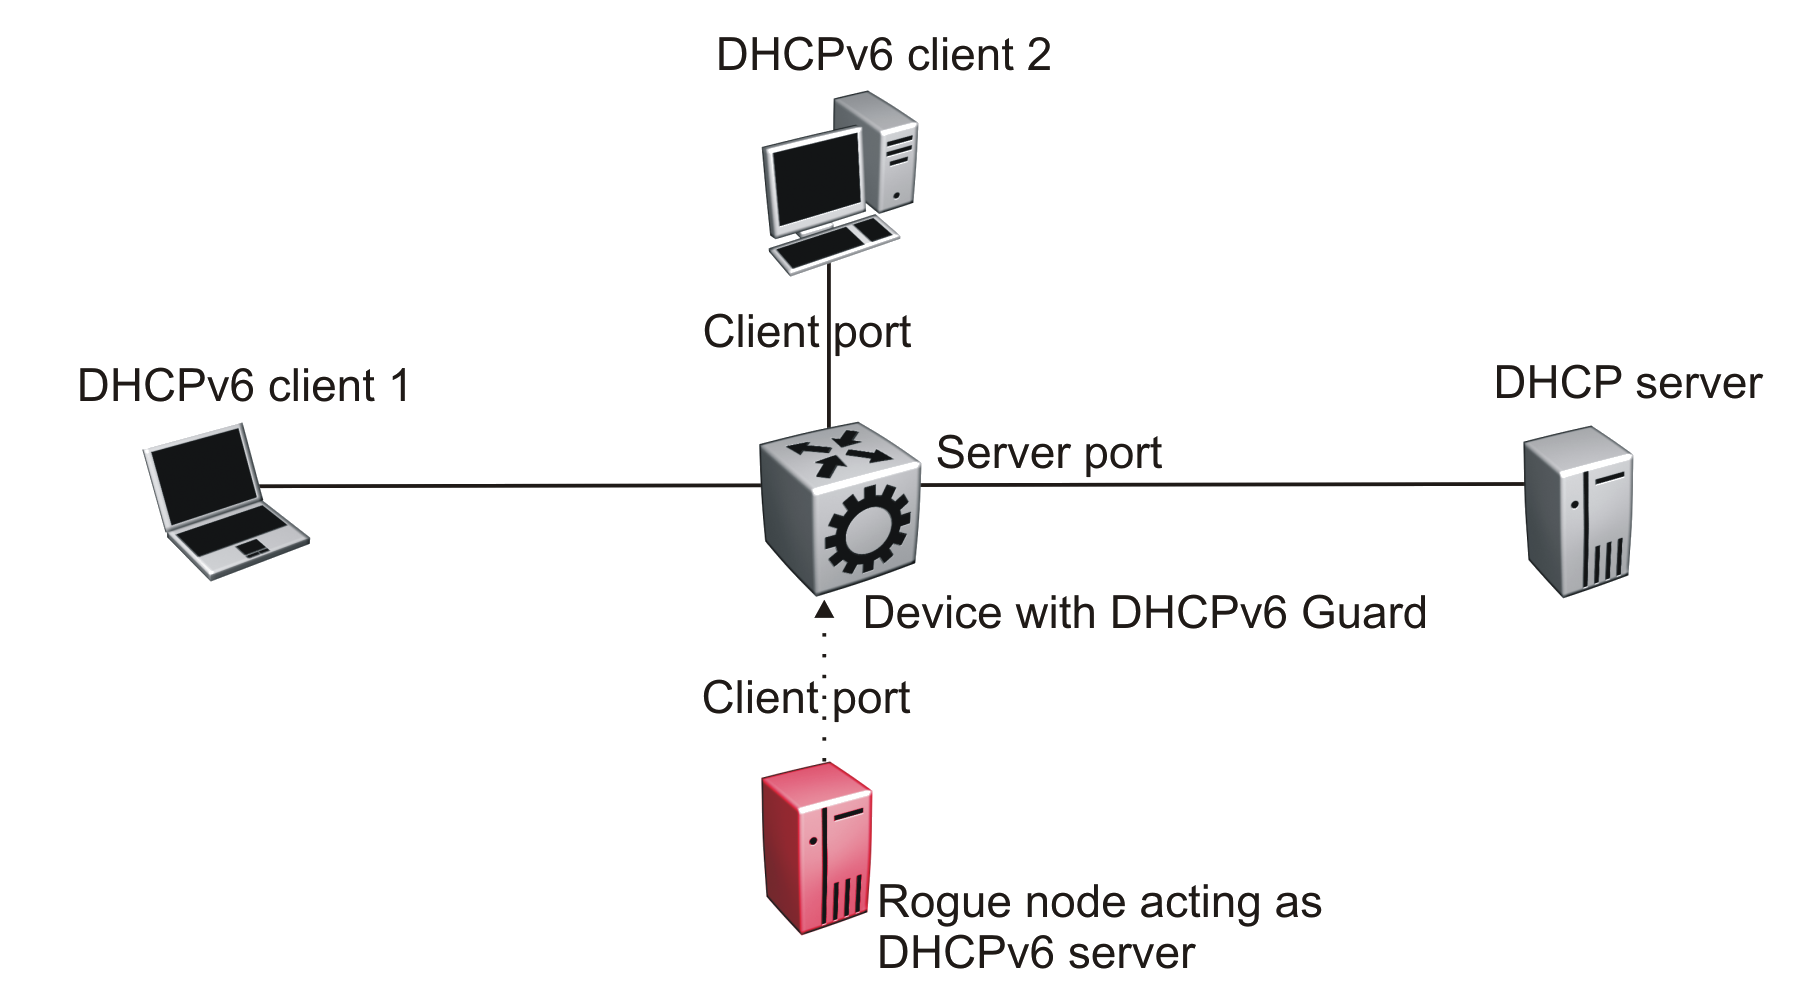 DHCPv6 client 2
Client port
DHCPv6 client 1
DHCP server
Server port
Device with DHCPv6 Guard
Client port
Rogue node acting as
DHCPv6 server